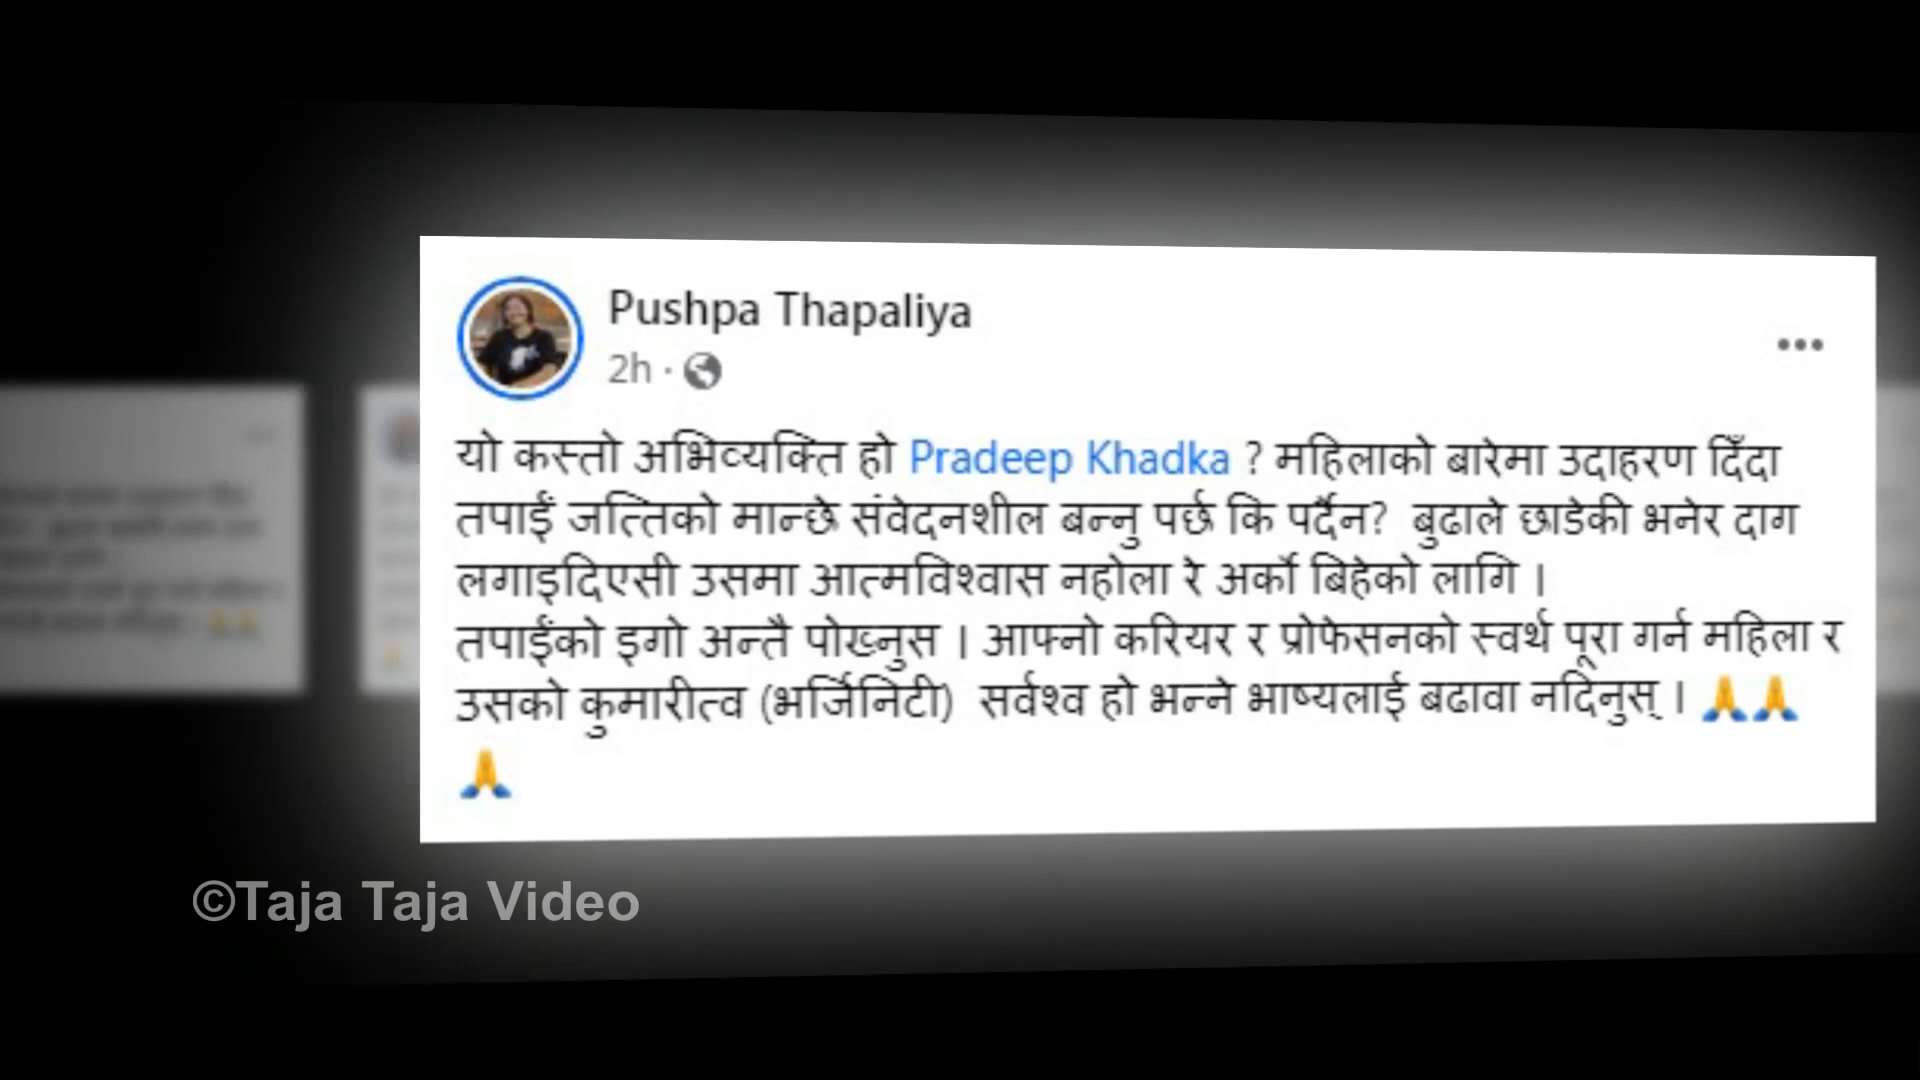 Pushpa Thapaliya
2h ·
यो कस्तो अभिव्यक्ति हो Pradeep Khadka ? महिलाको बारेमा उदाहरण दिँदा
तपाईं जत्तिको मान्छे संवेदनशील बन्नु पर्छ कि पर्दैन? बुढाले छाडेकी भनेर दाग
लगाइदिएसी उसमा आत्मविश्वास नहोला रे अर्को बिहेको लागि ।
तपाईंको इगो अन्तै पोख्नुस । आफ्नो करियर र प्रोफेसनको स्वर्थ पूरा गर्न महिला र
उसको कुमारीत्व (भर्जिनिटी) सर्वश्व हो भन्ने भाष्यलाई बढावा नदिनुस् । 🙏🙏
🙏
©Taja Taja Video